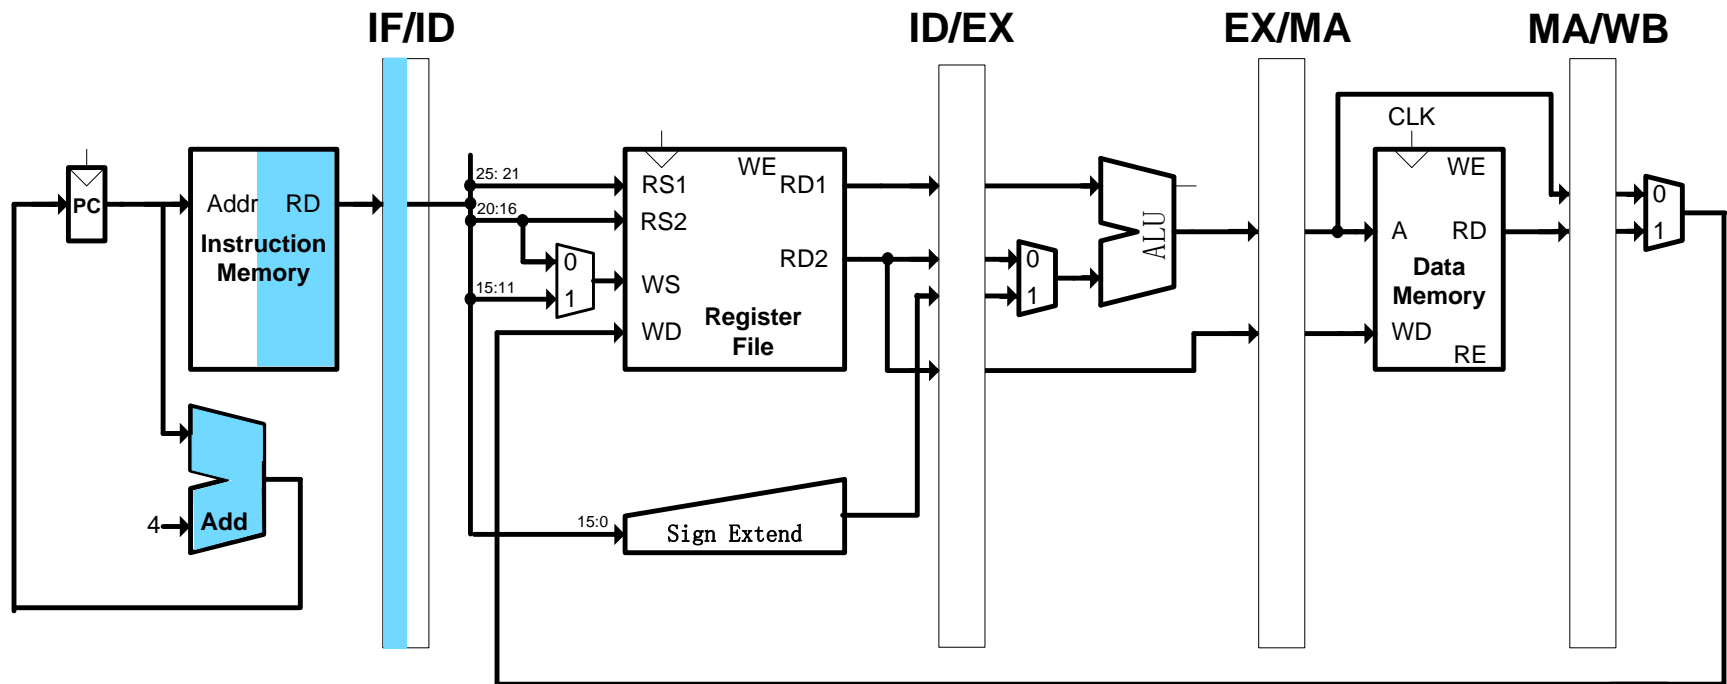 IF/ID
ID/EX
EX/MA
MA/WB
PC
Addr RD
Instruction
Memory
4
Add
25: 21
20:16
15:11
15:0
0
1
WE
RS1
RD1
RS2
RD2
WS
WD
Register
File
Sign Extend
0
1
ALU
CLK
WE
A RD
Data
Memory
WD
RE
0
1